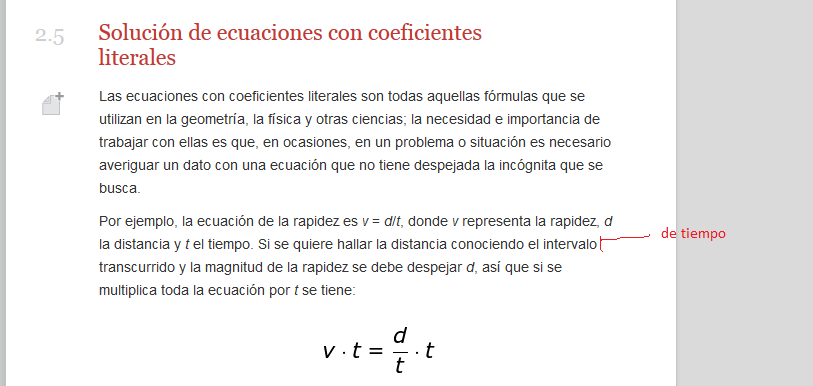 2.5 Solución de ecuaciones con coeficientes
literales
Las ecuaciones con coeficientes literales son todas aquellas fórmulas que se
utilizan en la geometría, la física y otras ciencias; la necesidad e importancia de
trabajar con ellas es que, en ocasiones, en un problema o situación es necesario
averiguar un dato con una ecuación que no tiene despejada la incógnita que se
busca.
Por ejemplo, la ecuación de la rapidez es v = d/t, donde v representa la rapidez, d
la distancia y t el tiempo. Si se quiere hallar la distancia conociendo el intervalo
de tiempo
transcurrido y la magnitud de la rapidez se debe despejar d, así que si se
multiplica toda la ecuación por t se tiene:
v · t = d/t · t